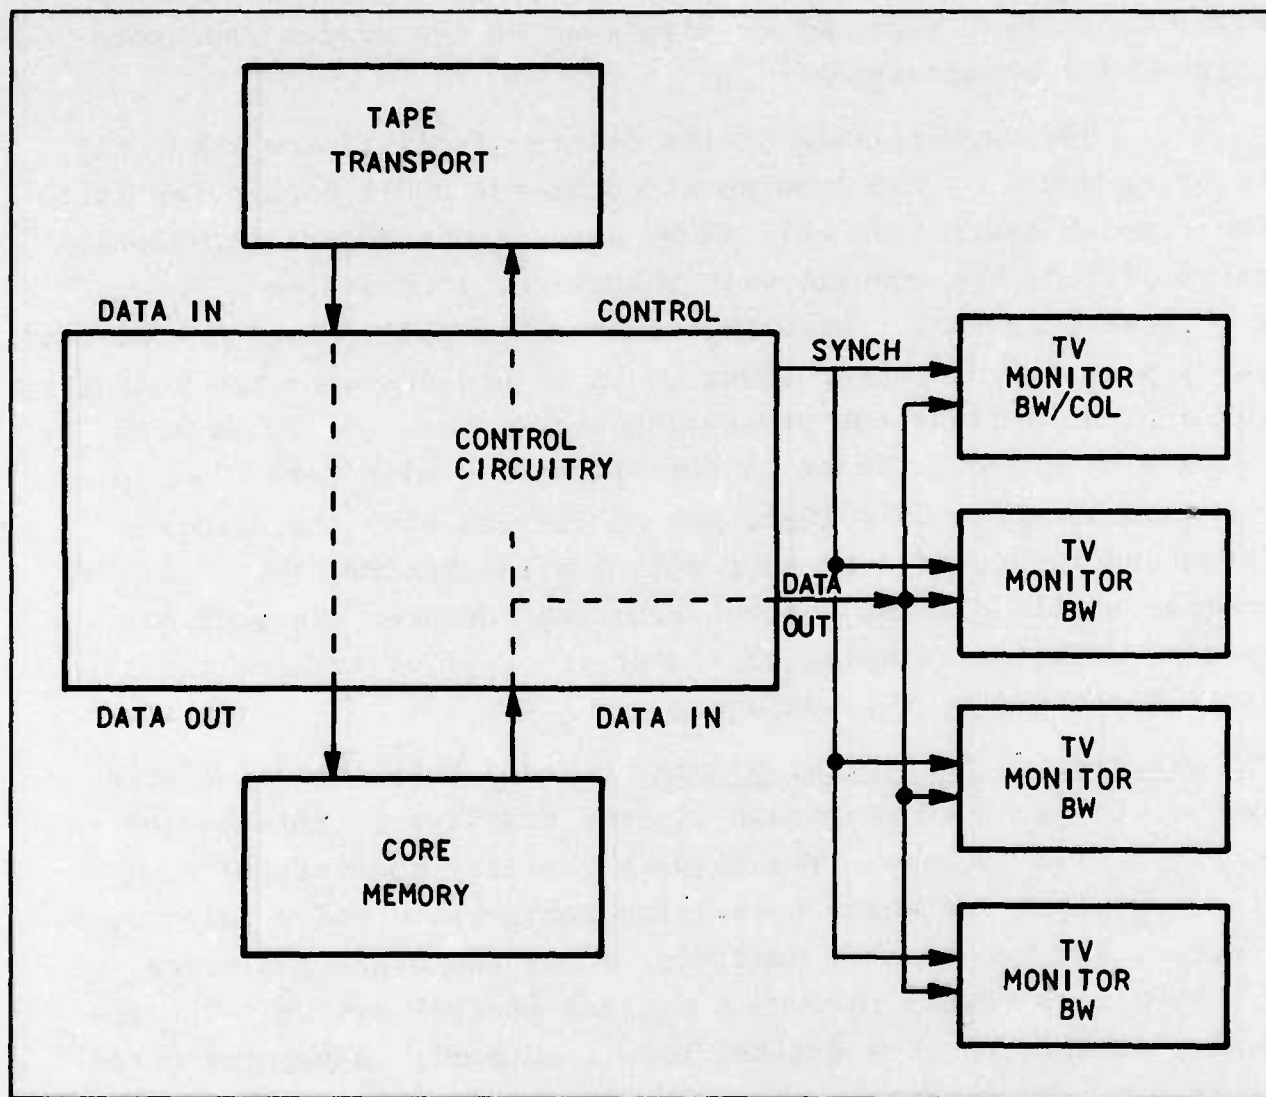 TAPE
TRANSPORT
DATA IN
CONTROL
SYNCH
TV
MONITOR
BW/COL
CONTROL
CIRCUITRY
TV
MONITOR
BW
DATA
OUT
DATA OUT
DATA IN
TV
MONITOR
BW
CORE
MEMORY
TV
MONITOR
BW